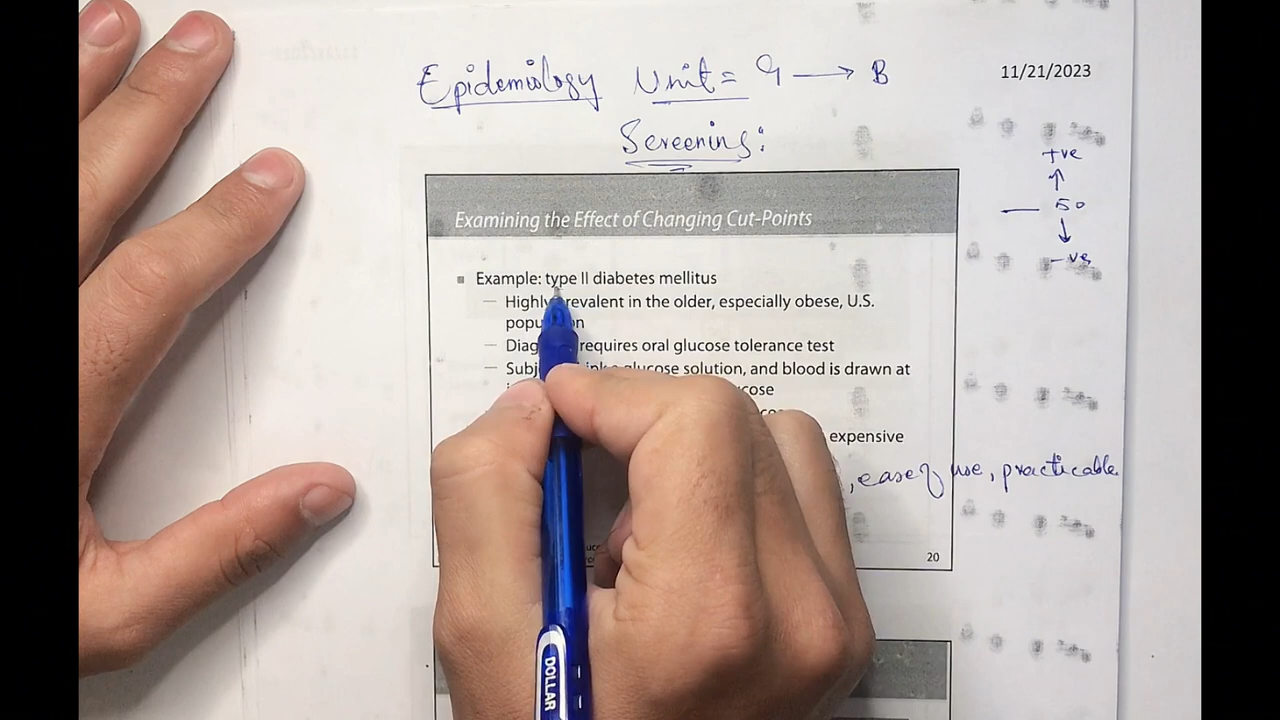 Epidemiology Unit = 9 → B
11/21/2023
Screening:
+ve
↑
— 50
↓
-ve
Examining the Effect of Changing Cut-Points
Example: type II diabetes mellitus
— Highly prevalent in the older, especially obese, U.S.
— requires oral glucose tolerance test
— glucose solution, and blood is drawn at
expensive
, ease of use, practicable
20
DOLLAR